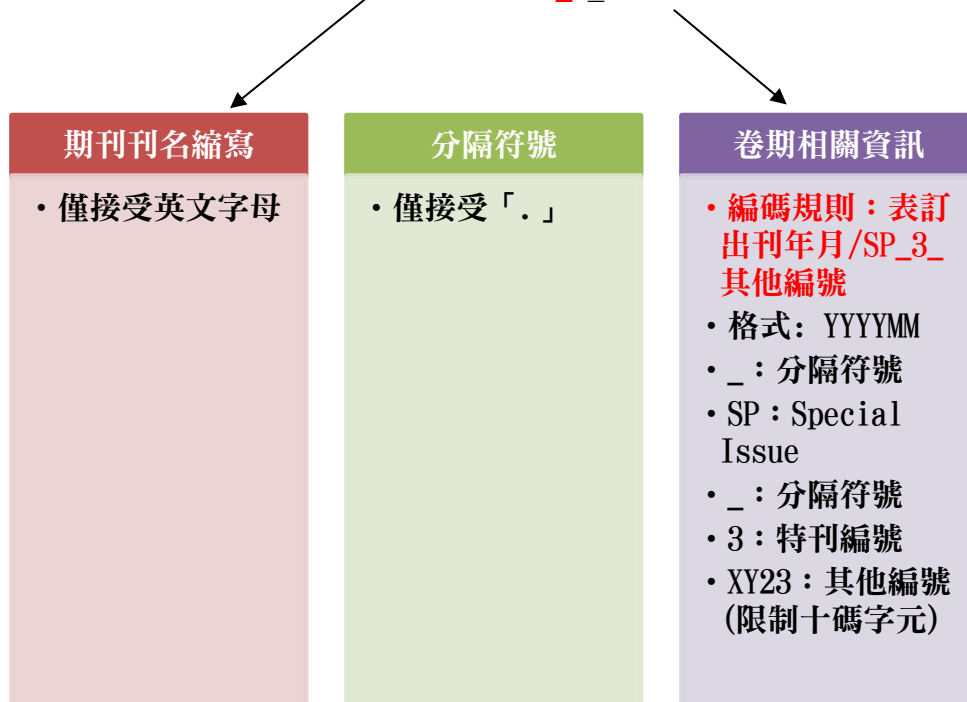 _ _
期刊刊名縮寫
・僅接受英文字母
分隔符號
・僅接受「.」
卷期相關資訊
・編碼規則：表訂
出刊年月/SP_3_
其他編號
・格式: YYYYMM
・_：分隔符號
・SP：Special
Issue
・_：分隔符號
・3：特刊編號
・XY23：其他編號
(限制十碼字元)